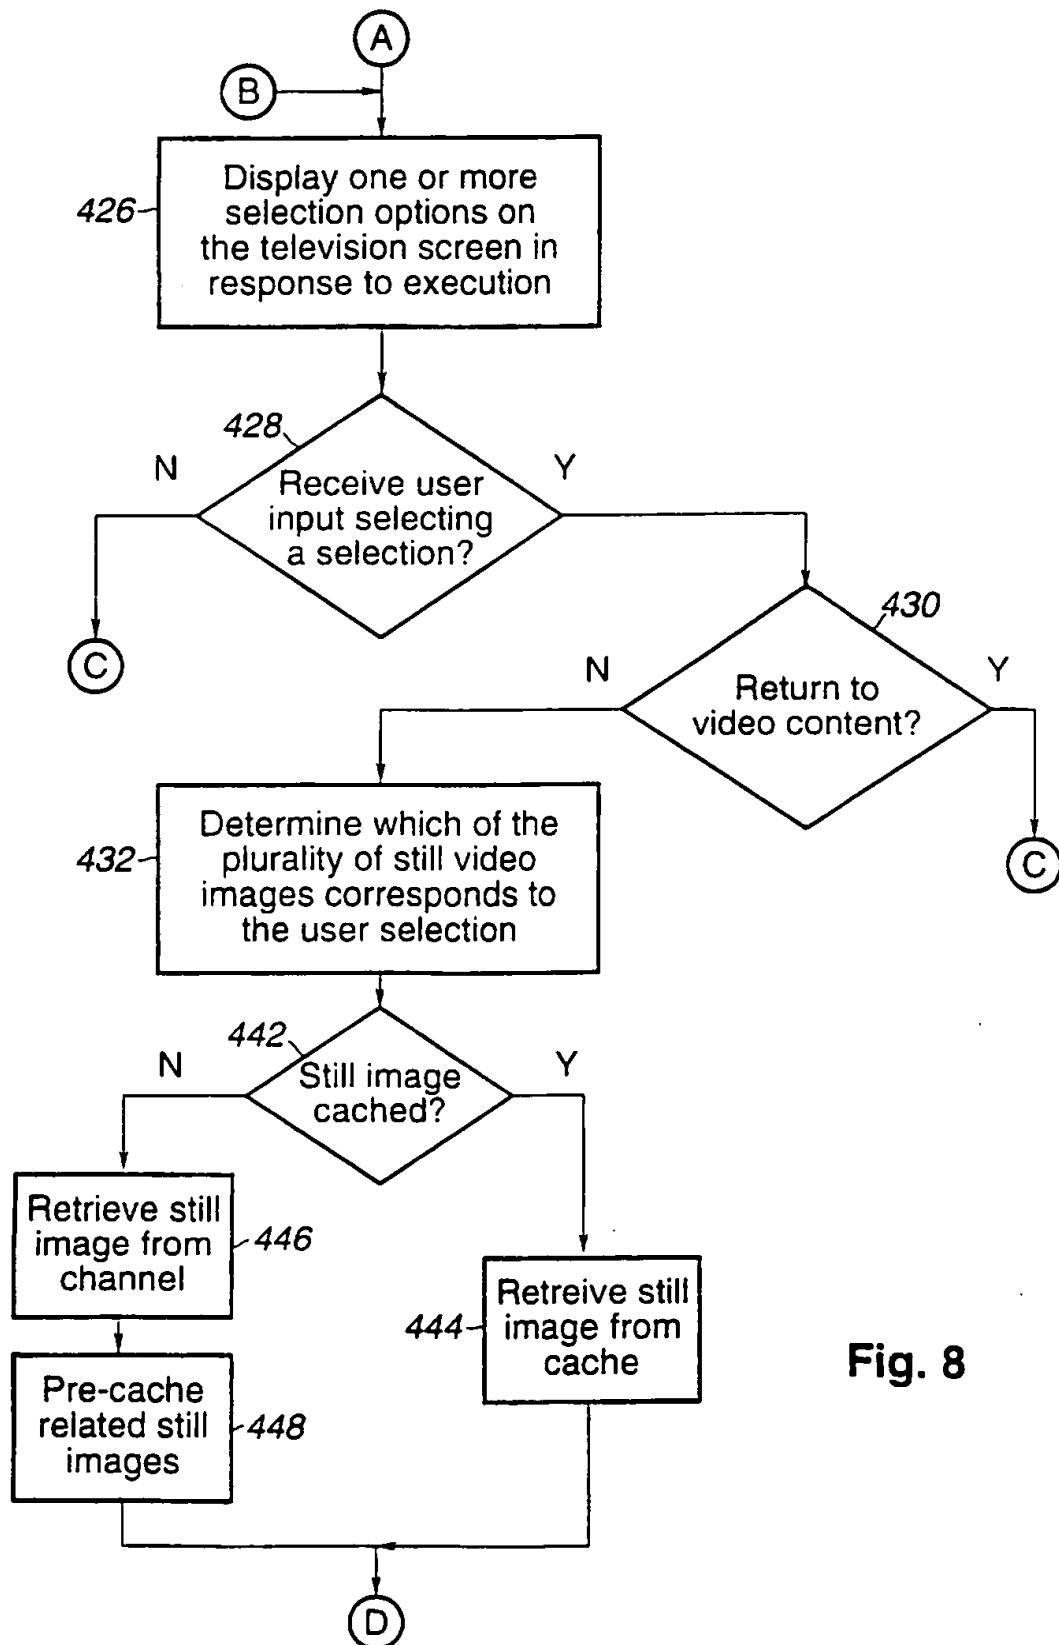 A
B
Display one or more
selection options on
the television screen in
response to execution
426
428
N
Y
Receive user
input selecting
a selection?
C
430
N
Y
Return to
video content?
C
432
Determine which of the
plurality of still video
images corresponds to
the user selection
442
N
Y
Still image
cached?
Retrieve still
image from
channel
446
444
Retreive still
image from
cache
Pre-cache
related still
images
448
Fig. 8
D